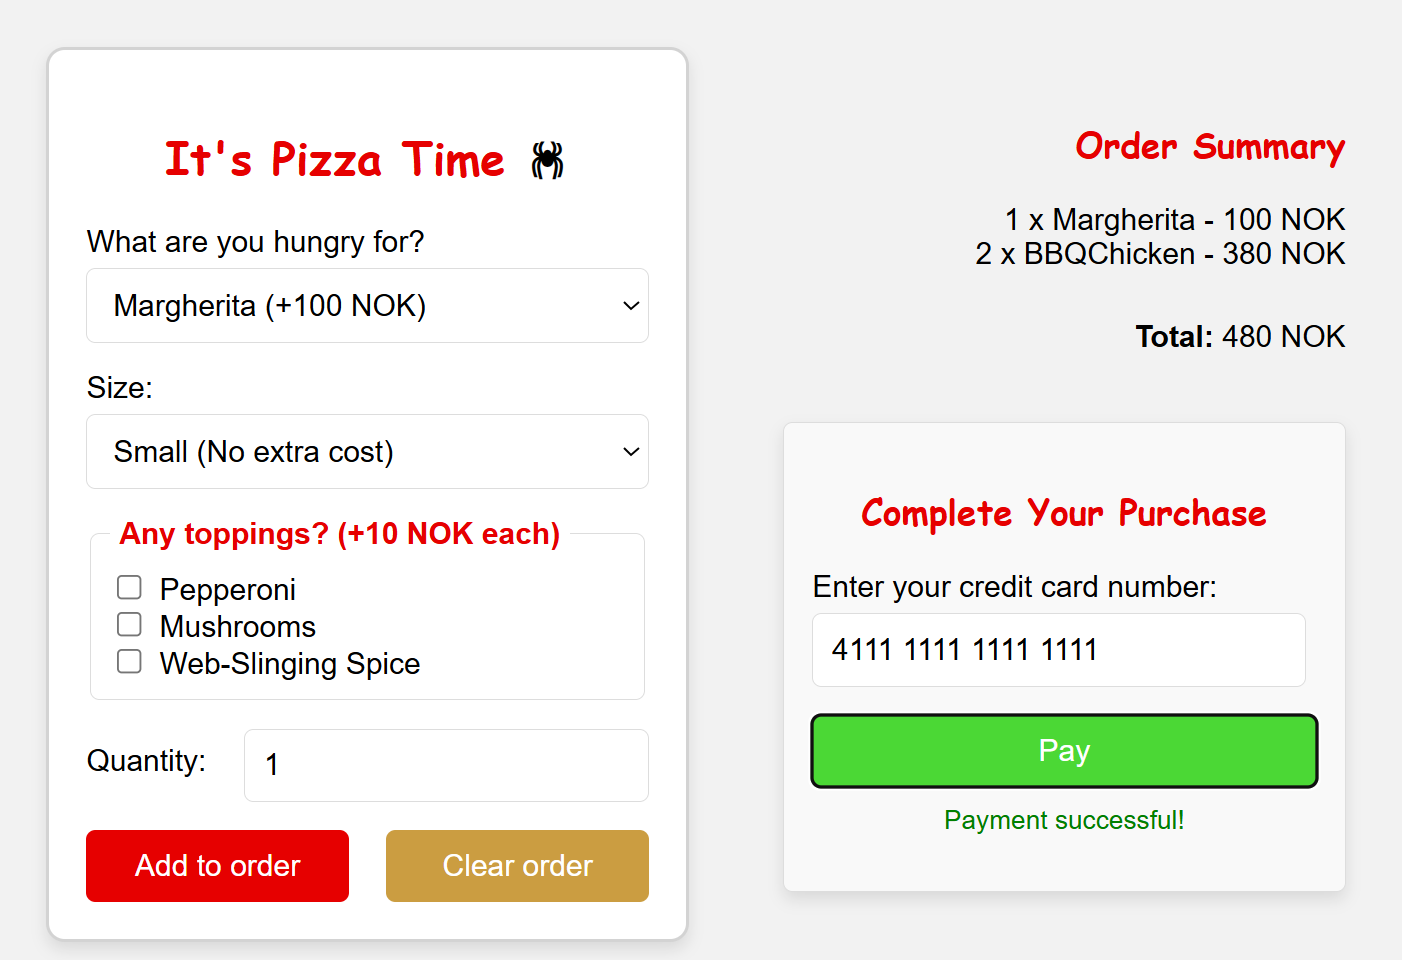 It's Pizza Time 🕷
What are you hungry for?
Margherita (+100 NOK)
Size:
Small (No extra cost)
Any toppings? (+10 NOK each)
Pepperoni
Mushrooms
Web-Slinging Spice
Quantity:
1
Add to order
Clear order
Order Summary
1 x Margherita - 100 NOK
2 x BBQChicken - 380 NOK
Total: 480 NOK
Complete Your Purchase
Enter your credit card number:
4111 1111 1111 1111
Pay
Payment successful!